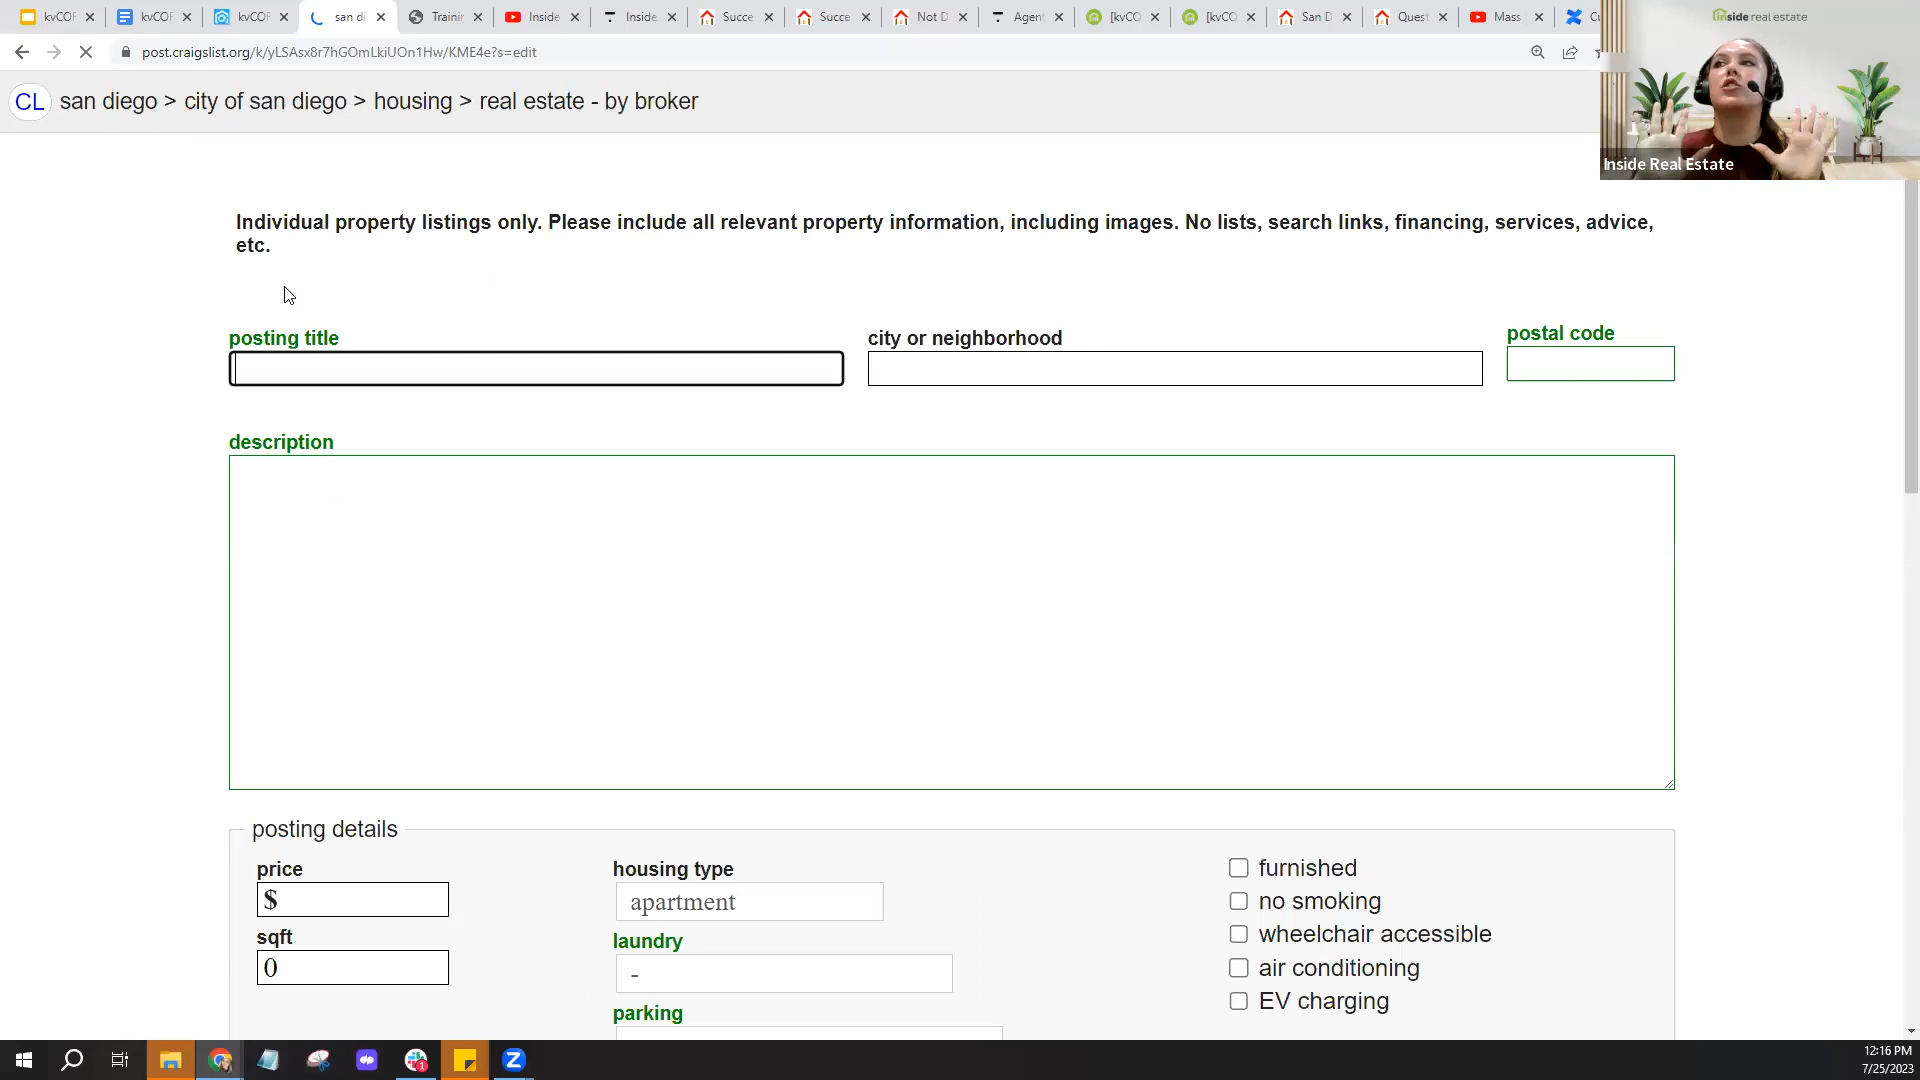 kvCOF
kvCOF
kvCOF
san di
Trainin
Inside
Inside
Succe
Succe
Not D
Agent
[kvCO
[kvCO
San D
Quest
Mass
inside real estate
post.craigslist.org/k/yLSAsx8r7hGOmLkiUOn1Hw/KME4e?s=edit
CL san diego > city of san diego > housing > real estate - by broker
Inside Real Estate
Individual property listings only. Please include all relevant property information, including images. No lists, search links, financing, services, advice,
etc.
posting title
city or neighborhood
postal code
description
posting details
price
$
sqft
0
housing type
apartment
laundry
-
parking
furnished
no smoking
wheelchair accessible
air conditioning
EV charging
12:16 PM
7/25/2023